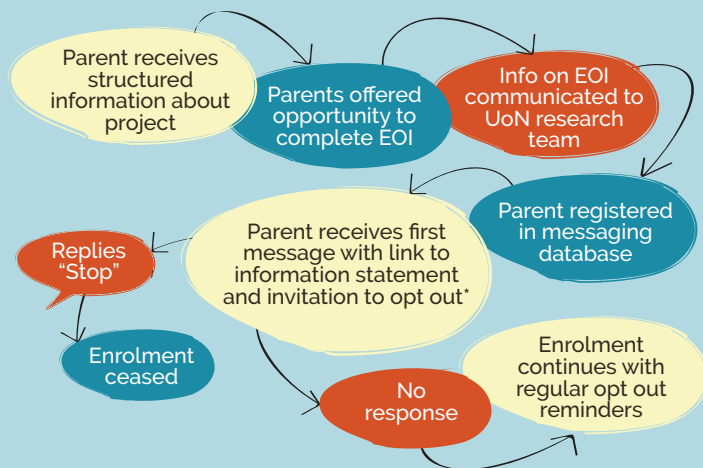 Parent receives
structured
information about
project
Parents offered
opportunity to
complete EOI
Info on EOI
communicated to
UoN research
team
Parent registered
in messaging
database
Parent receives first
message with link to
information statement
and invitation to opt out*
Replies
“Stop”
Enrolment
ceased
No
response
Enrolment
continues with
regular opt out
reminders